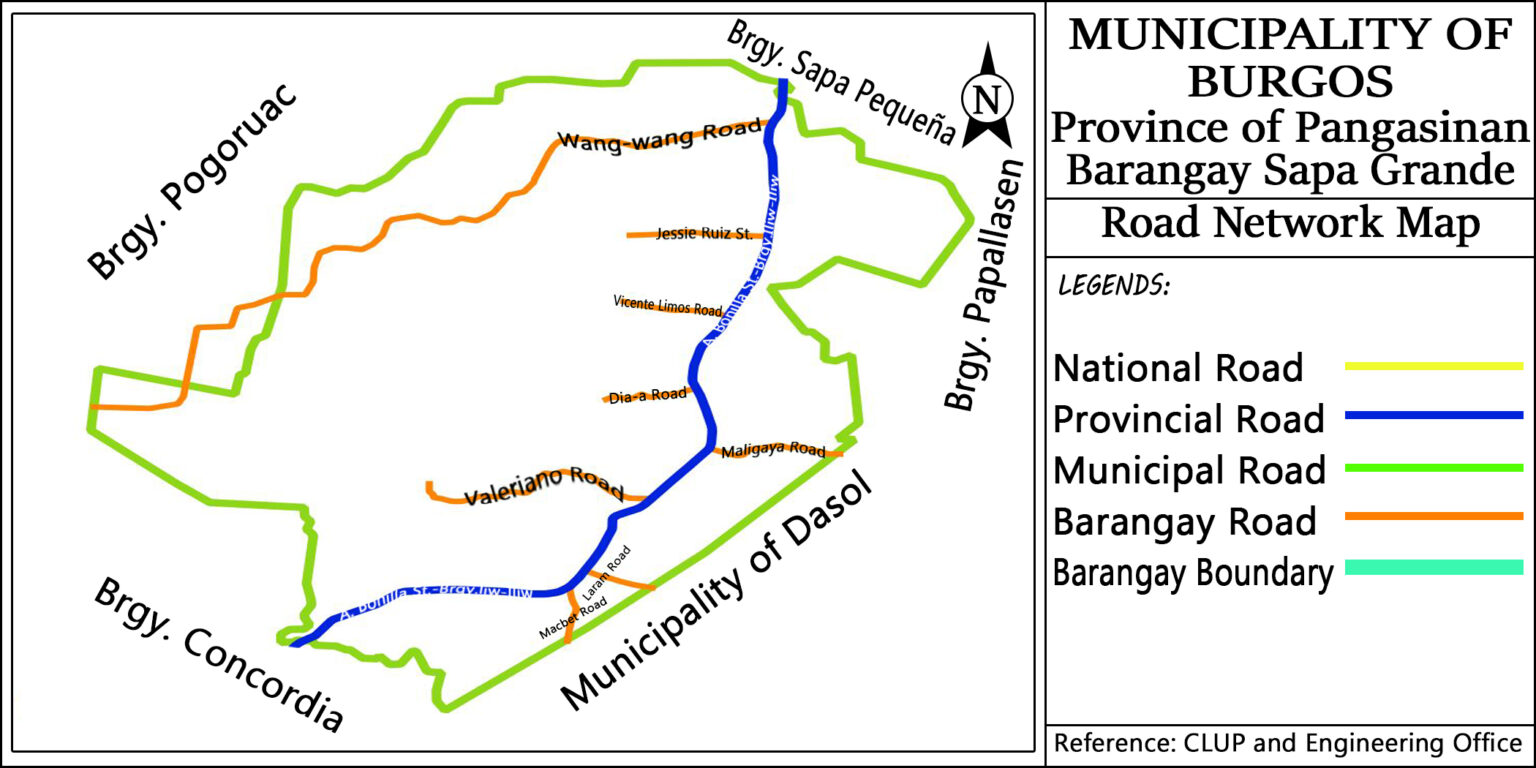 Brgy. Sapa Pequeña
Brgy. Pogoruac
N
Wang-wang Road
Brgy. Papallasen
Jessie Ruiz St.
A. Bonilla St.-Brgy.Iliw-Iliw
Vicente Limos Road
Dia-a Road
Maligaya Road
Valeriano Road
Municipality of Dasol
Laram Road
A. Bonilla St.-Brgy.Iliw-Iliw
Macbet Road
Brgy. Concordia
MUNICIPALITY OF
BURGOS
Province of Pangasinan
Barangay Sapa Grande
Road Network Map
LEGENDS:
National Road
Provincial Road
Municipal Road
Barangay Road
Barangay Boundary
Reference: CLUP and Engineering Office